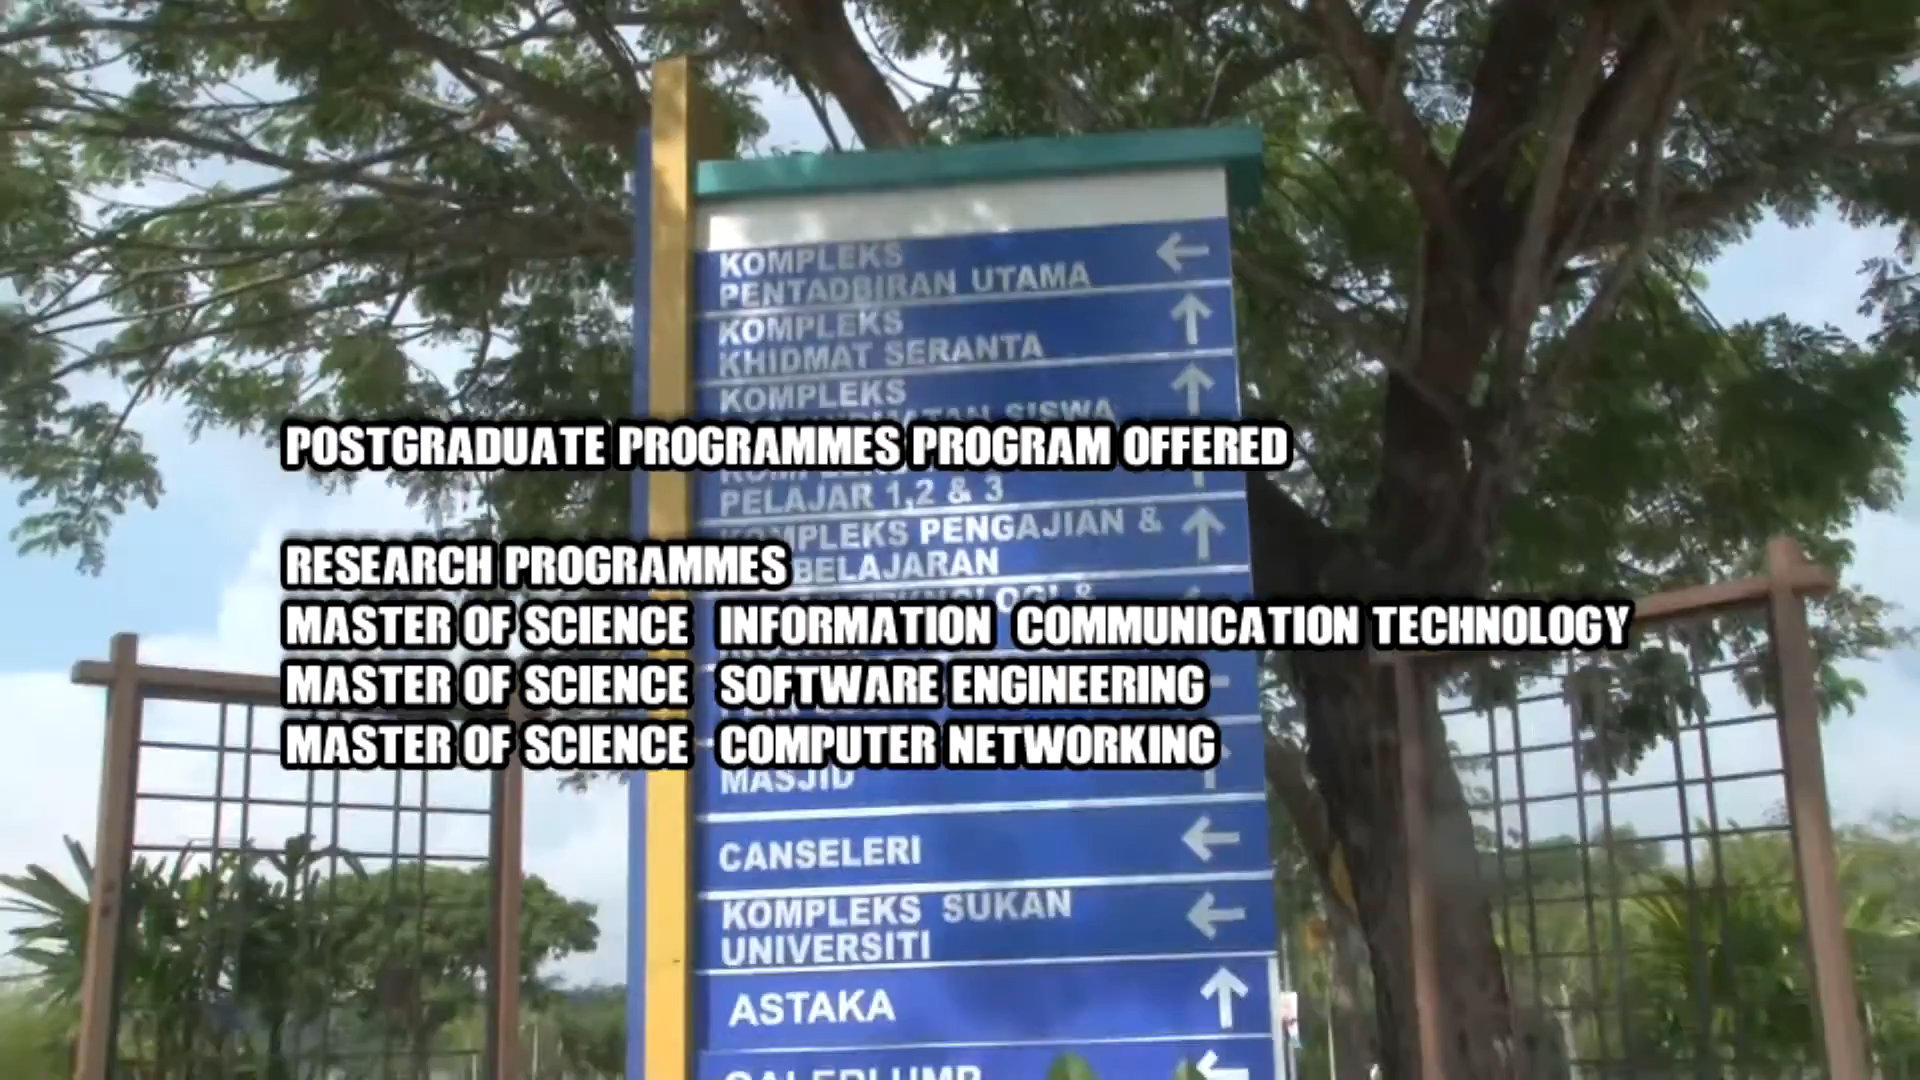 KOMPLEKS
PENTADBIRAN UTAMA
KOMPLEKS
KHIDMAT SERANTA
KOMPLEKS
SISWA
POSTGRADUATE PROGRAMMES PROGRAM OFFERED
PELAJAR 1,2 & 3
KOMPLEKS PENGAJIAN &
RESEARCH PROGRAMMES
MASTER OF SCIENCE INFORMATION COMMUNICATION TECHNOLOGY
MASTER OF SCIENCE SOFTWARE ENGINEERING
MASTER OF SCIENCE COMPUTER NETWORKING
MASJID
CANSELERI
KOMPLEKS SUKAN
UNIVERSITI
ASTAKA